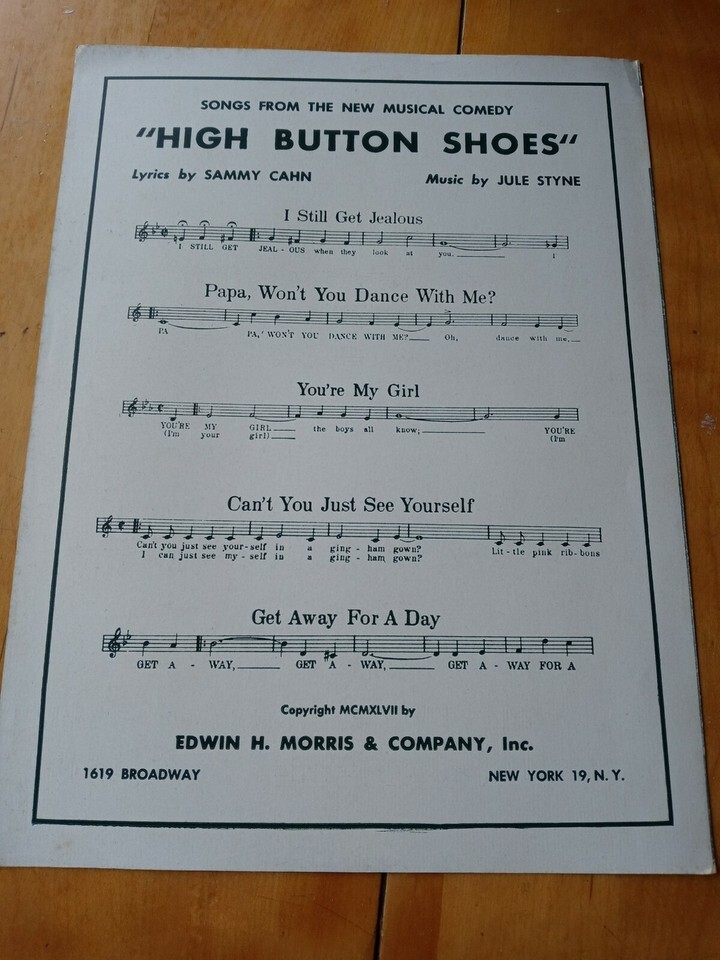 SONGS FROM THE NEW MUSICAL COMEDY
"HIGH BUTTON SHOES"
Lyrics by SAMMY CAHN Music by JULE STYNE
I Still Get Jealous
I STILL GET JEAL - OUS when they look at you. I
Papa, Won't You Dance With Me?
PA PA, WON'T YOU DANCE WITH ME? Oh, dance with me,
You're My Girl
YOU'RE MY GIRL the boys all know; YOU'RE
(I'm your girl) (I'm
Can't You Just See Yourself
Can't you just see your-self in a ging - ham gown? Lit-tle pink rib-bons
I can just see my - self in a ging - ham gown?
Get Away For A Day
GET A - WAY, GET A - WAY, GET A - WAY FOR A
Copyright MCMXLVII by
EDWIN H. MORRIS & COMPANY, Inc.
1619 BROADWAY NEW YORK 19, N. Y.